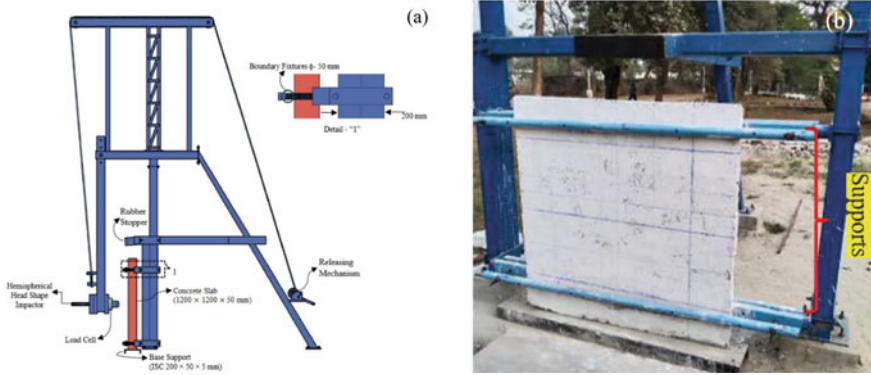 (a)
Boundary Fixtures ϕ- 50 mm
200 mm
Detail - "1"
Rubber
Stopper
1
Hemispherical
Head Shape
Impactor
Concrete Slab
(1200 × 1200 × 50 mm)
Releasing
Mechanism
Load Cell
Base Support
(ISC 200 × 50 × 5 mm)
(b)
Supports